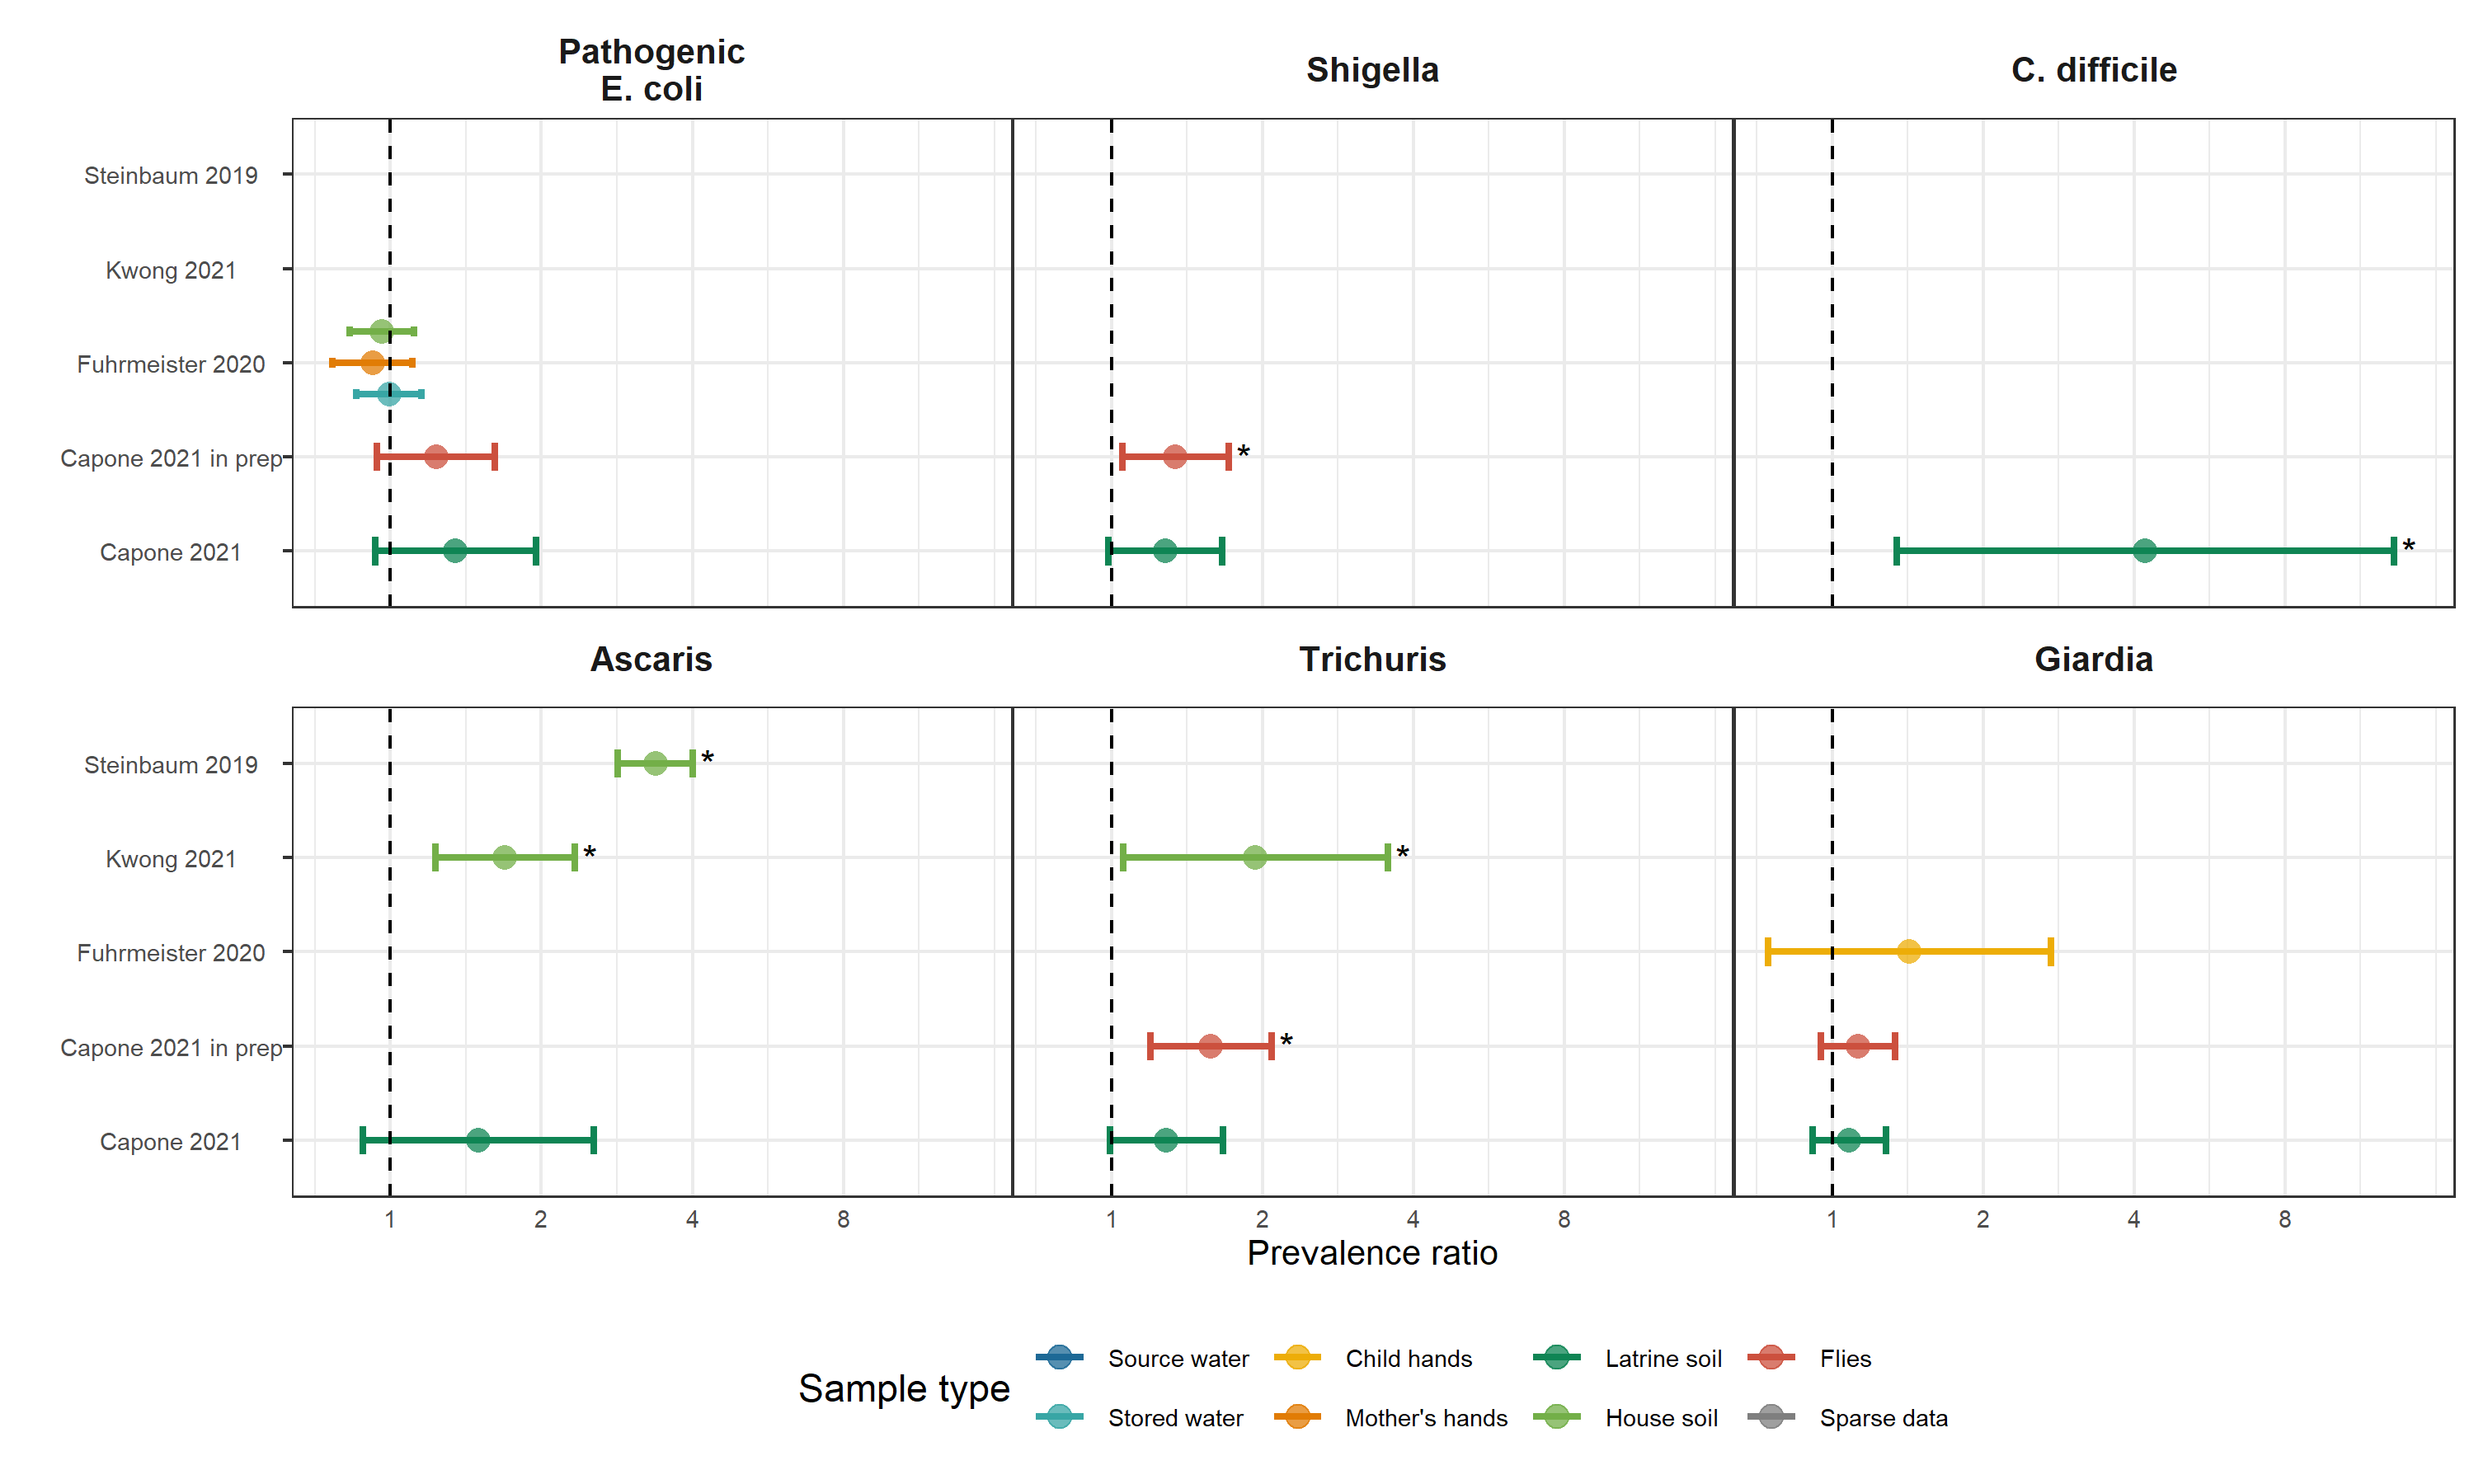 Pathogenic
E. coli
Shigella
C. difficile
Steinbaum 2019
Kwong 2021
Fuhrmeister 2020
Capone 2021 in prep
*
Capone 2021
*
Ascaris
Trichuris
Giardia
Steinbaum 2019
*
Kwong 2021
*
*
Fuhrmeister 2020
Capone 2021 in prep
*
Capone 2021
1 2 4 8 1 2 4 8 1 2 4 8
Prevalence ratio
Sample type
Source water Child hands Latrine soil Flies
Stored water Mother's hands House soil Sparse data